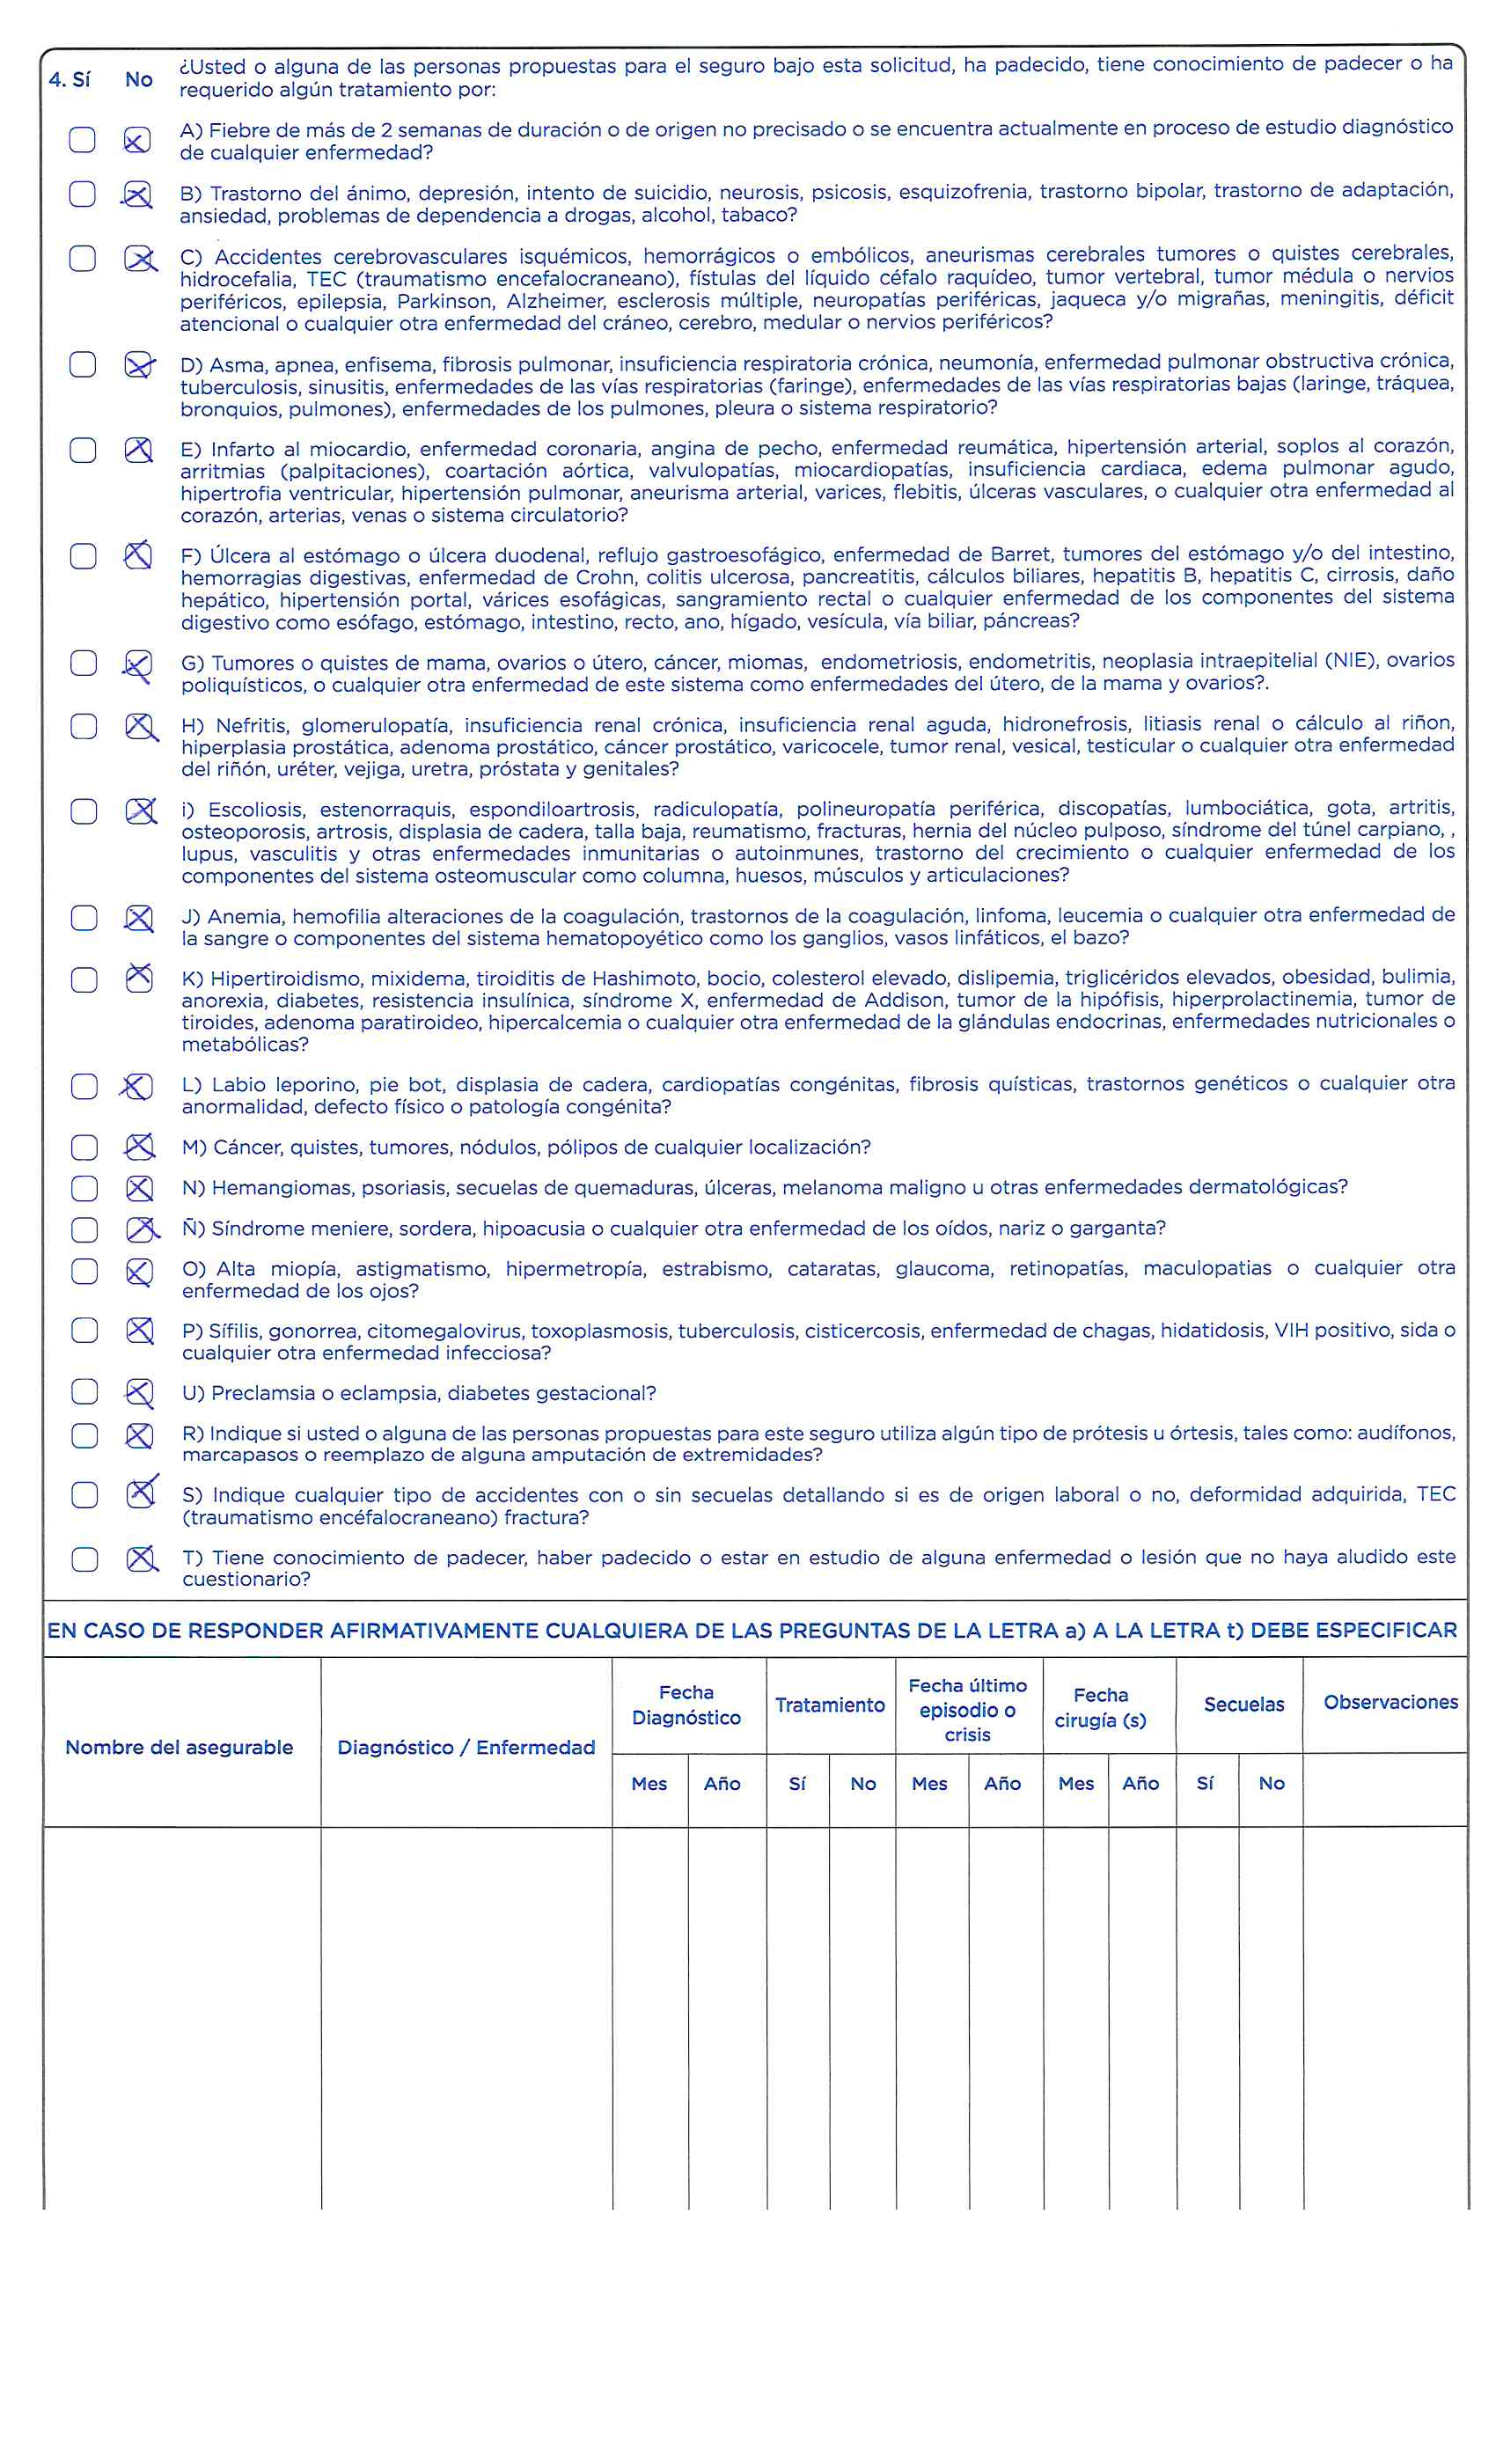 4. Sí No ¿Usted o alguna de las personas propuestas para el seguro bajo esta solicitud, ha padecido, tiene conocimiento de padecer o ha
requerido algún tratamiento por:
A) Fiebre de más de 2 semanas de duración o de origen no precisado o se encuentra actualmente en proceso de estudio diagnóstico
de cualquier enfermedad?
B) Trastorno del ánimo, depresión, intento de suicidio, neurosis, psicosis, esquizofrenia, trastorno bipolar, trastorno de adaptación,
ansiedad, problemas de dependencia a drogas, alcohol, tabaco?
C) Accidentes cerebrovasculares isquémicos, hemorrágicos o embólicos, aneurismas cerebrales tumores o quistes cerebrales,
hidrocefalia, TEC (traumatismo encefalocraneano), fístulas del líquido céfalo raquídeo, tumor vertebral, tumor médula o nervios
periféricos, epilepsia, Parkinson, Alzheimer, esclerosis múltiple, neuropatías periféricas, jaqueca y/o migrañas, meningitis, déficit
atencional o cualquier otra enfermedad del cráneo, cerebro, medular o nervios periféricos?
D) Asma, apnea, enfisema, fibrosis pulmonar, insuficiencia respiratoria crónica, neumonía, enfermedad pulmonar obstructiva crónica,
tuberculosis, sinusitis, enfermedades de las vías respiratorias (faringe), enfermedades de las vías respiratorias bajas (laringe, tráquea,
bronquios, pulmones), enfermedades de los pulmones, pleura o sistema respiratorio?
E) Infarto al miocardio, enfermedad coronaria, angina de pecho, enfermedad reumática, hipertensión arterial, soplos al corazón,
arritmias (palpitaciones), coartación aórtica, valvulopatías, miocardiopatías, insuficiencia cardiaca, edema pulmonar agudo,
hipertrofia ventricular, hipertensión pulmonar, aneurisma arterial, varices, flebitis, úlceras vasculares, o cualquier otra enfermedad al
corazón, arterias, venas o sistema circulatorio?
F) Úlcera al estómago o úlcera duodenal, reflujo gastroesofágico, enfermedad de Barret, tumores del estómago y/o del intestino,
hemorragias digestivas, enfermedad de Crohn, colitis ulcerosa, pancreatitis, cálculos biliares, hepatitis B, hepatitis C, cirrosis, daño
hepático, hipertensión portal, várices esofágicas, sangramiento rectal o cualquier enfermedad de los componentes del sistema
digestivo como esófago, estómago, intestino, recto, ano, hígado, vesícula, vía biliar, páncreas?
G) Tumores o quistes de mama, ovarios o útero, cáncer, miomas, endometriosis, endometritis, neoplasia intraepitelial (NIE), ovarios
poliquísticos, o cualquier otra enfermedad de este sistema como enfermedades del útero, de la mama y ovarios?.
H) Nefritis, glomerulopatía, insuficiencia renal crónica, insuficiencia renal aguda, hidronefrosis, litiasis renal o cálculo al riñon,
hiperplasia prostática, adenoma prostático, cáncer prostático, varicocele, tumor renal, vesical, testicular o cualquier otra enfermedad
del riñón, uréter, vejiga, uretra, próstata y genitales?
i) Escoliosis, estenorraquis, espondiloartrosis, radiculopatía, polineuropatía periférica, discopatías, lumbociática, gota, artritis,
osteoporosis, artrosis, displasia de cadera, talla baja, reumatismo, fracturas, hernia del núcleo pulposo, síndrome del túnel carpiano, ,
lupus, vasculitis y otras enfermedades inmunitarias o autoinmunes, trastorno del crecimiento o cualquier enfermedad de los
componentes del sistema osteomuscular como columna, huesos, músculos y articulaciones?
J) Anemia, hemofilia alteraciones de la coagulación, trastornos de la coagulación, linfoma, leucemia o cualquier otra enfermedad de
la sangre o componentes del sistema hematopoyético como los ganglios, vasos linfáticos, el bazo?
K) Hipertiroidismo, mixidema, tiroiditis de Hashimoto, bocio, colesterol elevado, dislipemia, triglicéridos elevados, obesidad, bulimia,
anorexia, diabetes, resistencia insulínica, síndrome X, enfermedad de Addison, tumor de la hipófisis, hiperprolactinemia, tumor de
tiroides, adenoma paratiroideo, hipercalcemia o cualquier otra enfermedad de la glándulas endocrinas, enfermedades nutricionales o
metabólicas?
L) Labio leporino, pie bot, displasia de cadera, cardiopatías congénitas, fibrosis quísticas, trastornos genéticos o cualquier otra
anormalidad, defecto físico o patología congénita?
M) Cáncer, quistes, tumores, nódulos, pólipos de cualquier localización?
N) Hemangiomas, psoriasis, secuelas de quemaduras, úlceras, melanoma maligno u otras enfermedades dermatológicas?
Ñ) Síndrome meniere, sordera, hipoacusia o cualquier otra enfermedad de los oídos, nariz o garganta?
O) Alta miopía, astigmatismo, hipermetropía, estrabismo, cataratas, glaucoma, retinopatías, maculopatias o cualquier otra
enfermedad de los ojos?
P) Sífilis, gonorrea, citomegalovirus, toxoplasmosis, tuberculosis, cisticercosis, enfermedad de chagas, hidatidosis, VIH positivo, sida o
cualquier otra enfermedad infecciosa?
U) Preclamsia o eclampsia, diabetes gestacional?
R) Indique si usted o alguna de las personas propuestas para este seguro utiliza algún tipo de prótesis u órtesis, tales como: audífonos,
marcapasos o reemplazo de alguna amputación de extremidades?
S) Indique cualquier tipo de accidentes con o sin secuelas detallando si es de origen laboral o no, deformidad adquirida, TEC
(traumatismo encéfalocraneano) fractura?
T) Tiene conocimiento de padecer, haber padecido o estar en estudio de alguna enfermedad o lesión que no haya aludido este
cuestionario?
EN CASO DE RESPONDER AFIRMATIVAMENTE CUALQUIERA DE LAS PREGUNTAS DE LA LETRA a) A LA LETRA t) DEBE ESPECIFICAR
Nombre del asegurable
Diagnóstico / Enfermedad
Fecha
Diagnóstico
Tratamiento
Fecha último
episodio o
crisis
Fecha
cirugía (s)
Secuelas
Observaciones
Mes Año Sí No Mes Año Mes Año Sí No